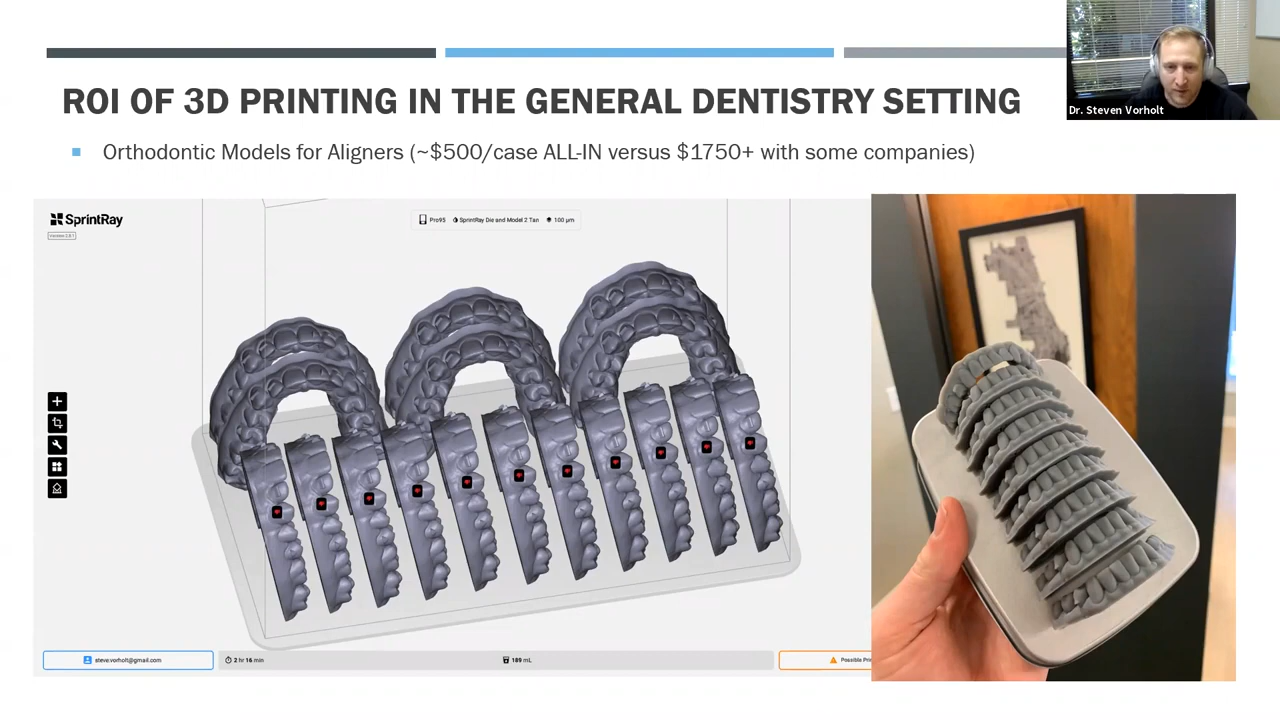 ROI OF 3D PRINTING IN THE GENERAL DENTISTRY SETTING
Dr. Steven Vorholt
Orthodontic Models for Aligners (~$500/case ALL-IN versus $1750+ with some companies)
SprintRay
Pro95 SprintRay Die and Model 2 Tan 100 µm
steve.vorholt@gmail.com
2 hr 16 min
189 mL